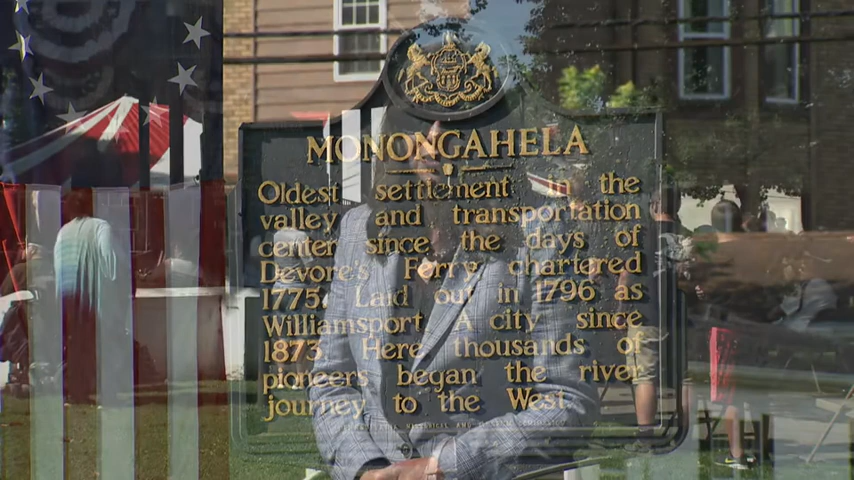 MONONGAHELA
Oldest settlement in the
valley and transportation
center since the days of
Devore's Ferry chartered
1775. Laid out in 1796 as
Williamsport. A city since
1873. Here thousands of
pioneers began the river
journey to the West.